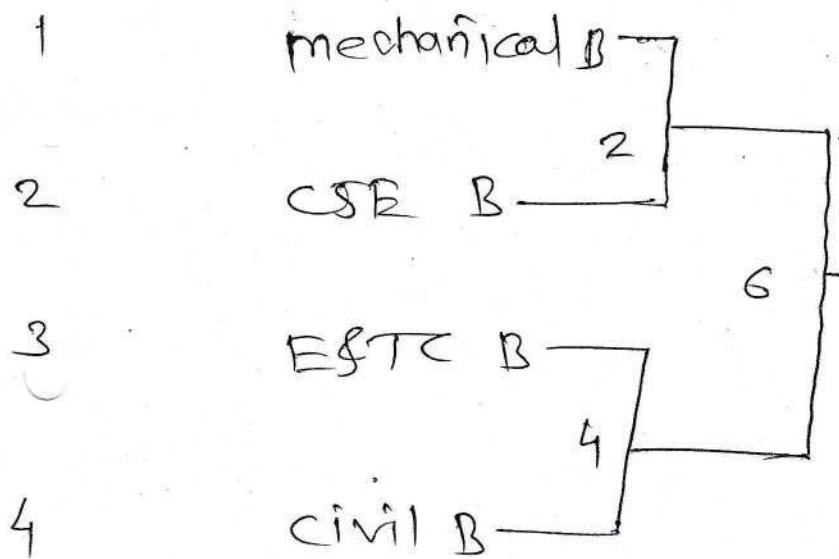 1 mechanical B
2
2 CSE B
6
3 E&TC B
4
4 Civil B